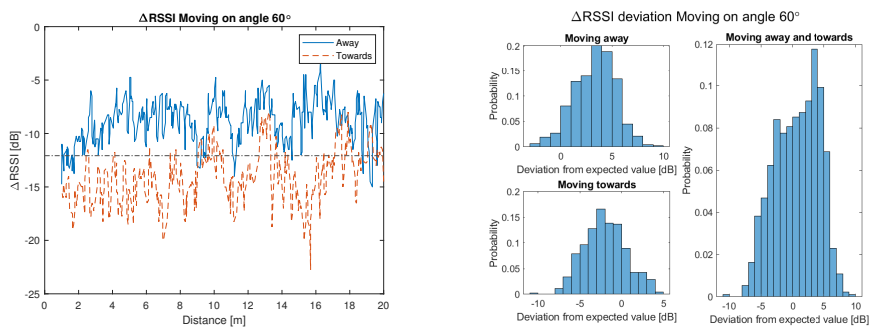 ΔRSSI Moving on angle 60°
Away
Towards
0
-5
-10
-15
-20
-25
Δ RSSI [dB]
0 2 4 6 8 10 12 14 16 18 20
Distance [m]
ΔRSSI deviation Moving on angle 60°
Moving away
0.2
0.15
0.1
0.05
0
Probability
0 5 10
Deviation from expected value [dB]
Moving towards
0.2
0.15
0.1
0.05
0
Probability
-10 -5 0 5
Deviation from expected value [dB]
Moving away and towards
0.12
0.1
0.08
0.06
0.04
0.02
0
Probability
-10 -5 0 5 10
Deviation from expected value [dB]